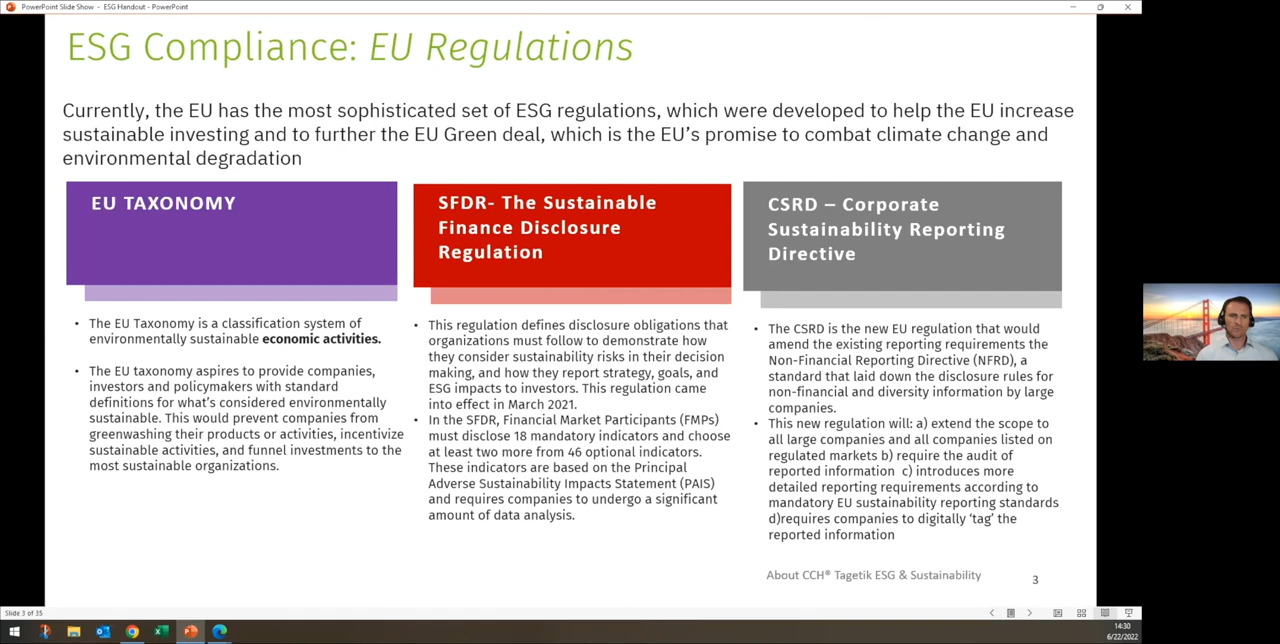 PowerPoint Slide Show - ESG Handout - PowerPoint
ESG Compliance: EU Regulations
Currently, the EU has the most sophisticated set of ESG regulations, which were developed to help the EU increase
sustainable investing and to further the EU Green deal, which is the EU's promise to combat climate change and
environmental degradation
EU TAXONOMY
• The EU Taxonomy is a classification system of
environmentally sustainable economic activities.
• The EU taxonomy aspires to provide companies,
investors and policymakers with standard
definitions for what's considered environmentally
sustainable. This would prevent companies from
greenwashing their products or activities, incentivize
sustainable activities, and funnel investments to the
most sustainable organizations.
SFDR- The Sustainable
Finance Disclosure
Regulation
• This regulation defines disclosure obligations that
organizations must follow to demonstrate how
they consider sustainability risks in their decision
making, and how they report strategy, goals, and
ESG impacts to investors. This regulation came
into effect in March 2021.
• In the SFDR, Financial Market Participants (FMPs)
must disclose 18 mandatory indicators and choose
at least two more from 46 optional indicators.
These indicators are based on the Principal
Adverse Sustainability Impacts Statement (PAIS)
and requires companies to undergo a significant
amount of data analysis.
CSRD – Corporate
Sustainability Reporting
Directive
• The CSRD is the new EU regulation that would
amend the existing reporting requirements the
Non-Financial Reporting Directive (NFRD), a
standard that laid down the disclosure rules for
non-financial and diversity information by large
companies.
• This new regulation will: a) extend the scope to
all large companies and all companies listed on
regulated markets b) require the audit of
reported information c) introduces more
detailed reporting requirements according to
mandatory EU sustainability reporting standards
d)requires companies to digitally 'tag' the
reported information
About CCH® Tagetik ESG & Sustainability
3
Slide 3 of 35
14:30
6/22/2022